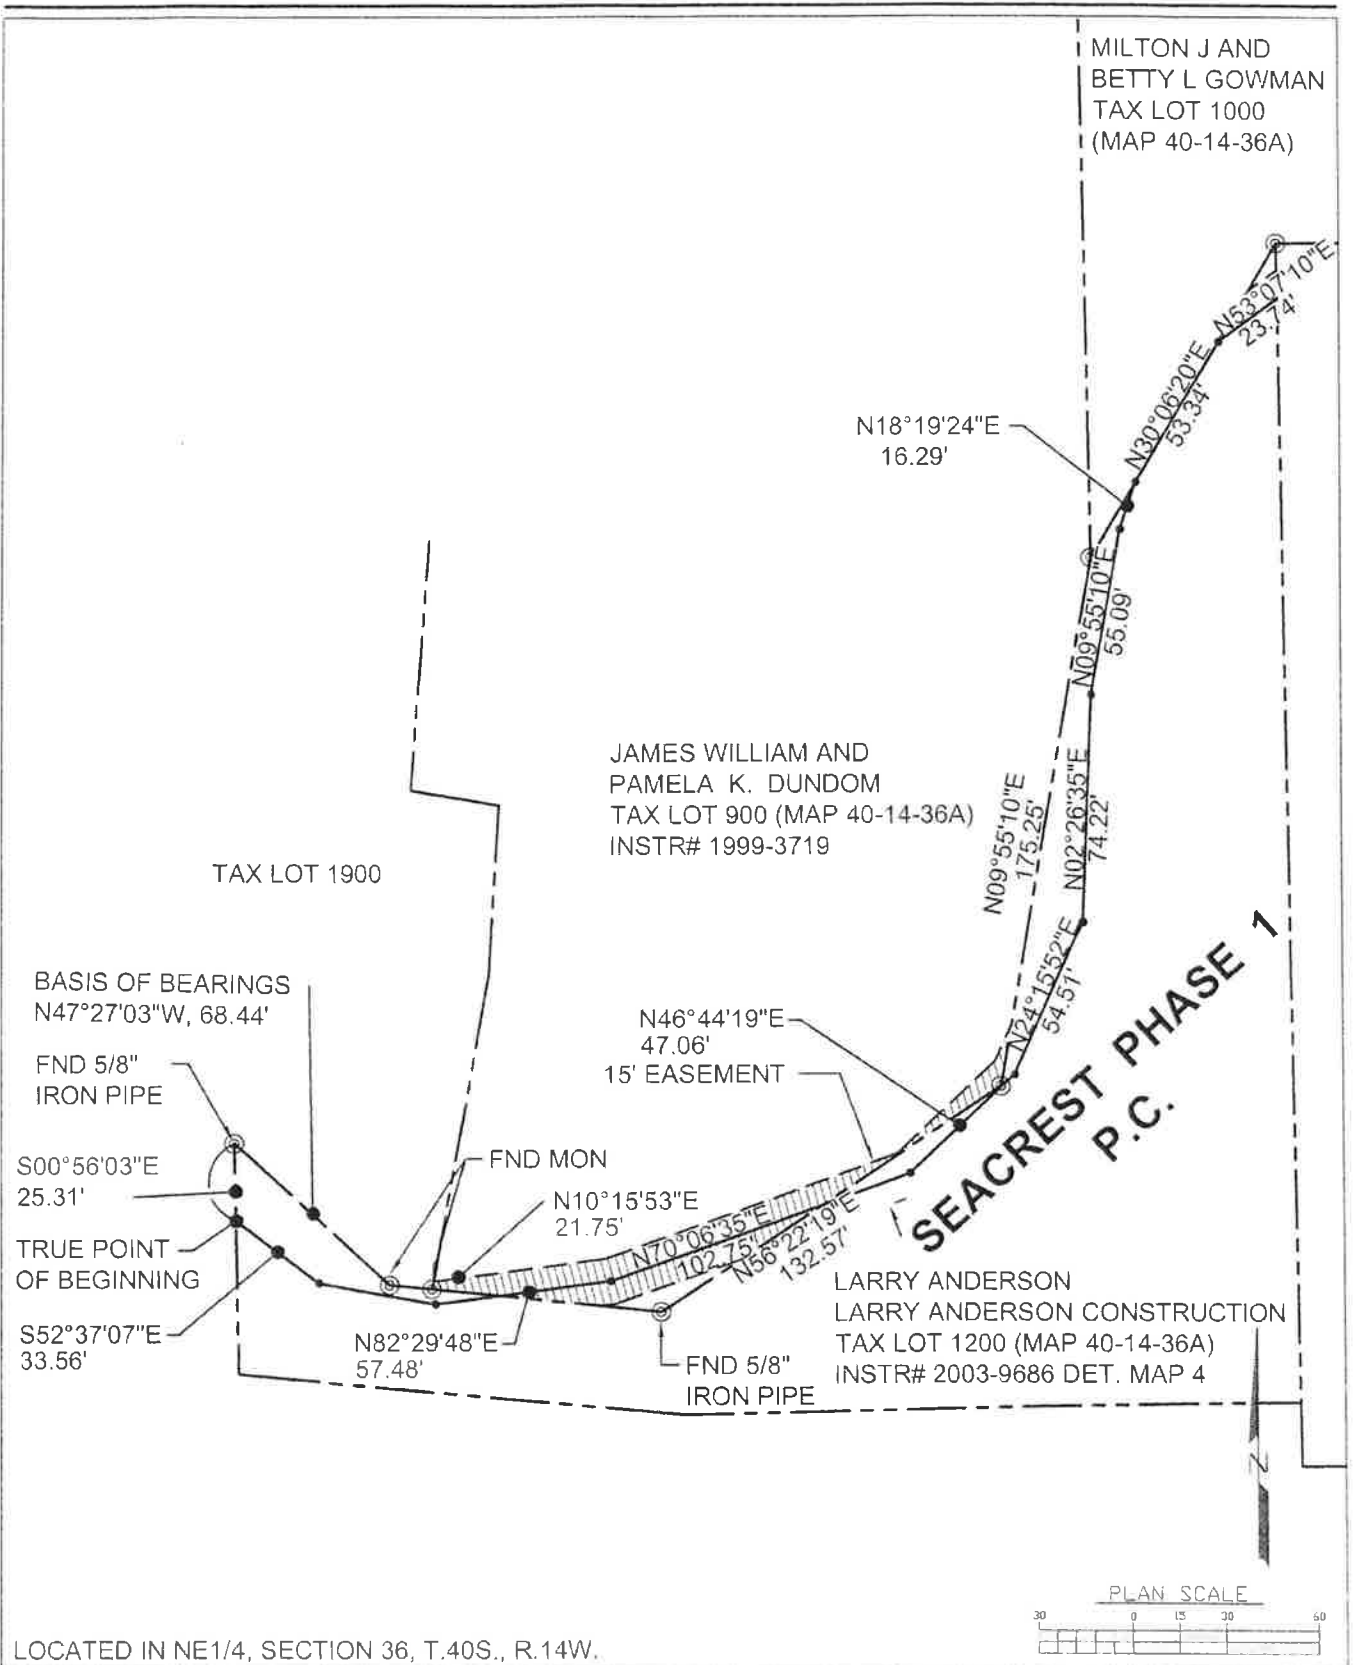 MILTON J AND
BETTY L GOWMAN
TAX LOT 1000
(MAP 40-14-36A)
N53°07'10"E
23.74'
N30°06'20"E
53.34'
N18°19'24"E
16.29'
N09°55'10"E
55.09'
JAMES WILLIAM AND
PAMELA K. DUNDOM
TAX LOT 900 (MAP 40-14-36A)
INSTR# 1999-3719
N09°55'10"E
175.25'
N02°26'35"E
74.22'
TAX LOT 1900
BASIS OF BEARINGS
N47°27'03"W, 68.44'
N24°15'52"E
54.51'
SEACREST PHASE 1
P.C.
N46°44'19"E
47.06'
15' EASEMENT
FND 5/8"
IRON PIPE
S00°56'03"E
25.31'
FND MON
N10°15'53"E
21.75'
TRUE POINT
OF BEGINNING
N70°06'35"E
102.75'
N56°22'19"E
132.57'
S52°37'07"E
33.56'
N82°29'48"E
57.48'
FND 5/8"
IRON PIPE
LARRY ANDERSON
LARRY ANDERSON CONSTRUCTION
TAX LOT 1200 (MAP 40-14-36A)
INSTR# 2003-9686 DET. MAP 4
N
PLAN SCALE
30 0 15 30 60
LOCATED IN NE1/4, SECTION 36, T.40S., R.14W.